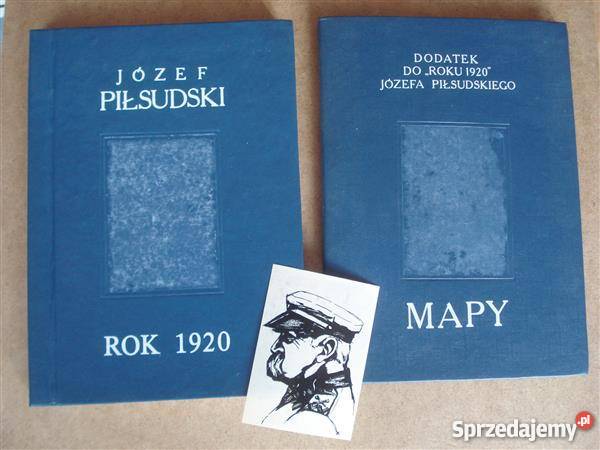 JÓZEF
PIŁSUDSKI
ROK 1920
DODATEK
DO „ROKU 1920"
JÓZEFA PIŁSUDSKIEGO
MAPY
Sprzedajemy.pl